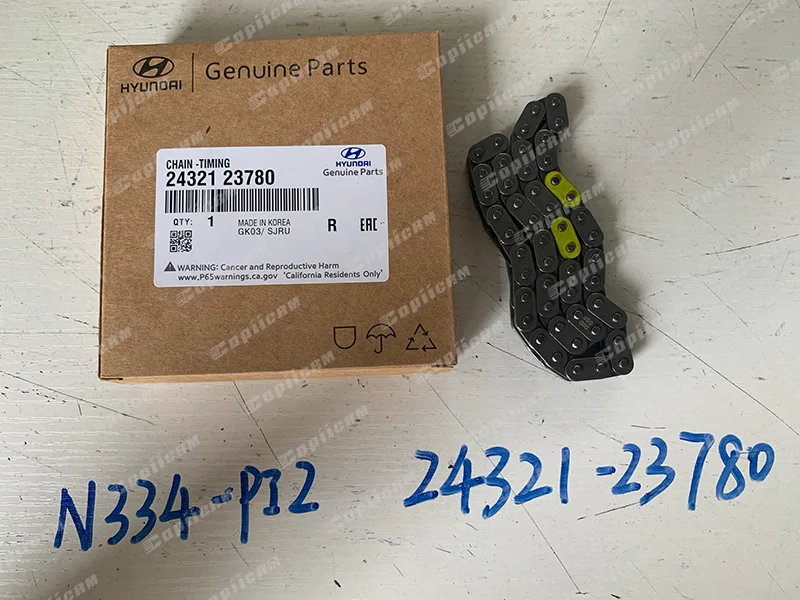 HYUNDAI | Genuine Parts
CHAIN -TIMING
24321 23780
HYUNDAI
Genuine Parts
QTY: 1
MADE IN KOREA
GK03/ SJRU
R
EAC
WARNING: Cancer and Reproductive Harm
www.P65warnings.ca.gov 'California Residents Only'
N334-PI2
24321-23780
Copiicam